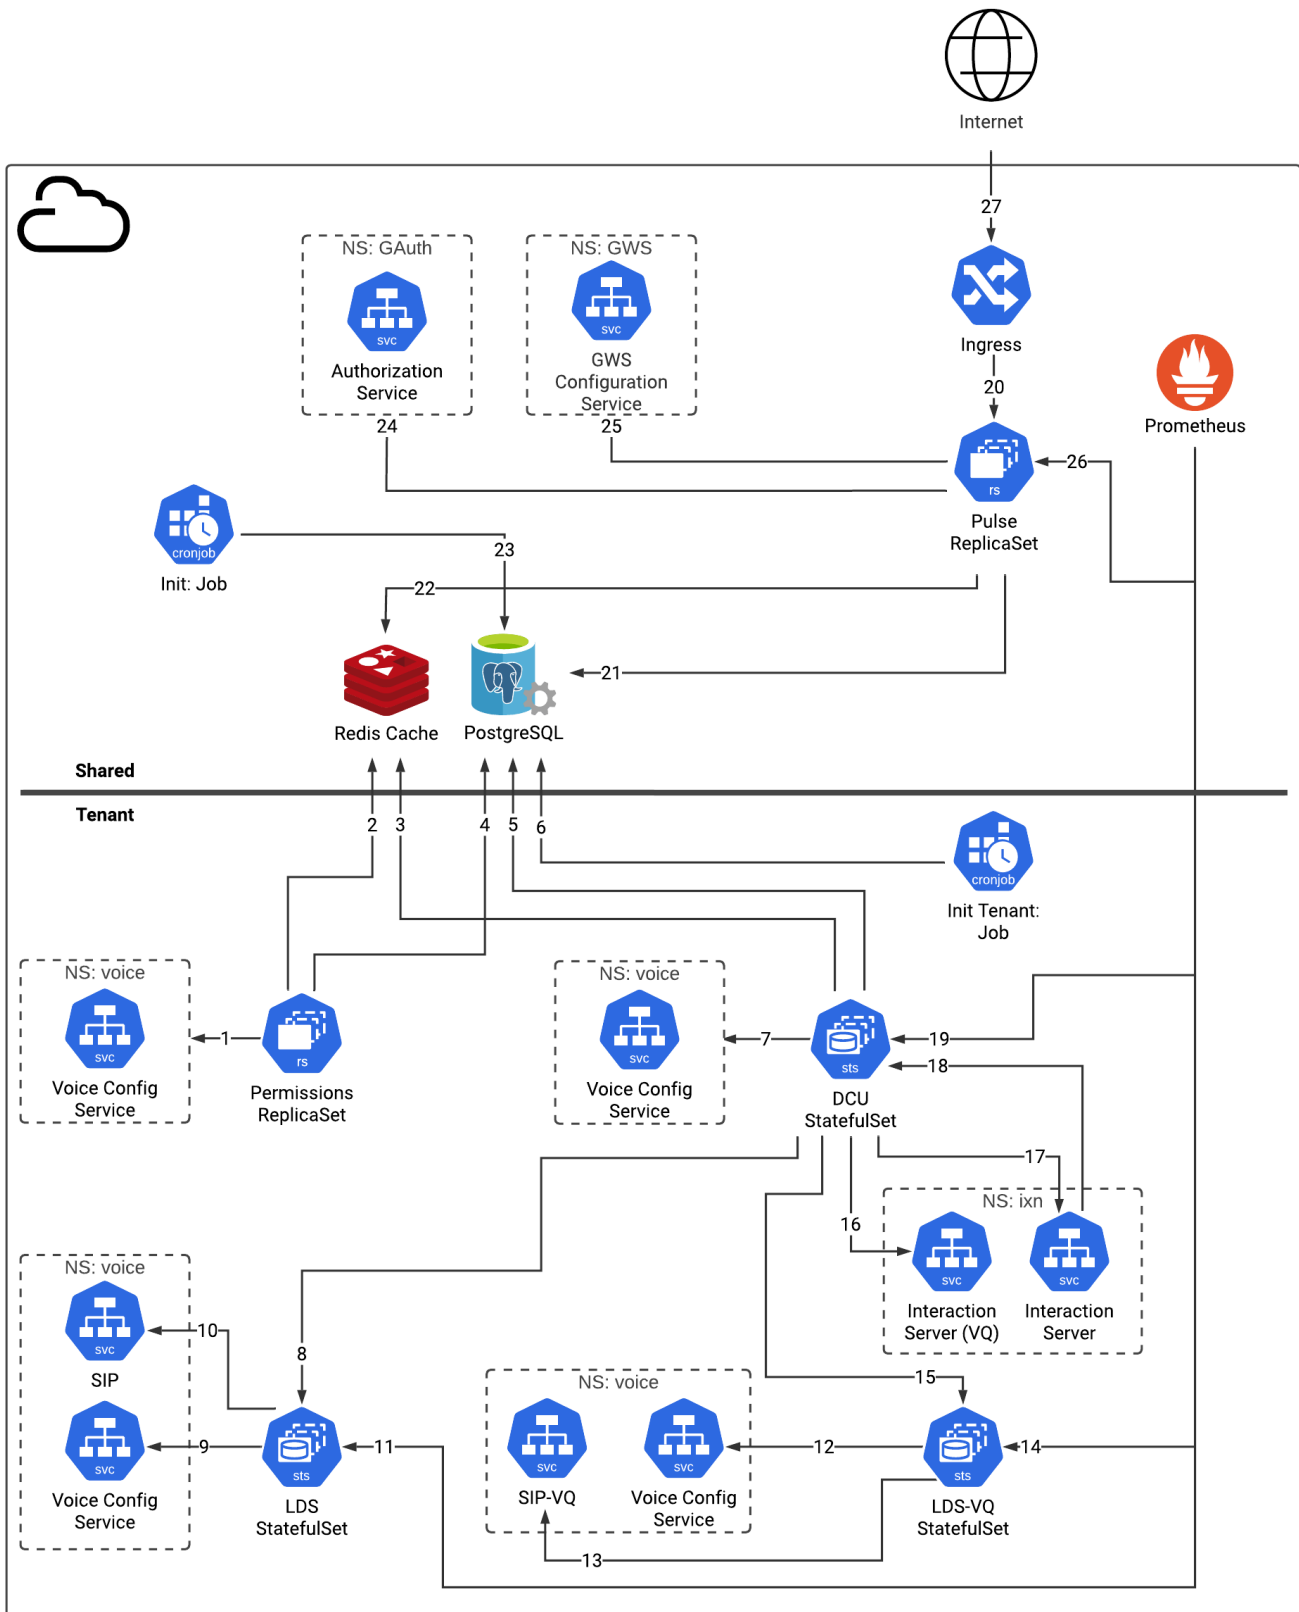 Internet
27
NS: GAuth
NS: GWS
svc
svc
Authorization
Service
GWS
Configuration
Service
Ingress
20
Prometheus
24
25
26
rs
Pulse
ReplicaSet
cronjob
Init: Job
23
22
21
Redis Cache
PostgreSQL
Shared
Tenant
2
3
4
5
6
cronjob
Init Tenant:
Job
NS: voice
svc
Voice Config
Service
1
rs
Permissions
ReplicaSet
NS: voice
svc
Voice Config
Service
7
sts
DCU
StatefulSet
19
18
17
16
NS: ixn
svc
svc
Interaction
Server (VQ)
Interaction
Server
NS: voice
svc
SIP
10
8
svc
Voice Config
Service
9
sts
LDS
StatefulSet
11
NS: voice
svc
SIP-VQ
svc
Voice Config
Service
12
13
15
sts
LDS-VQ
StatefulSet
14